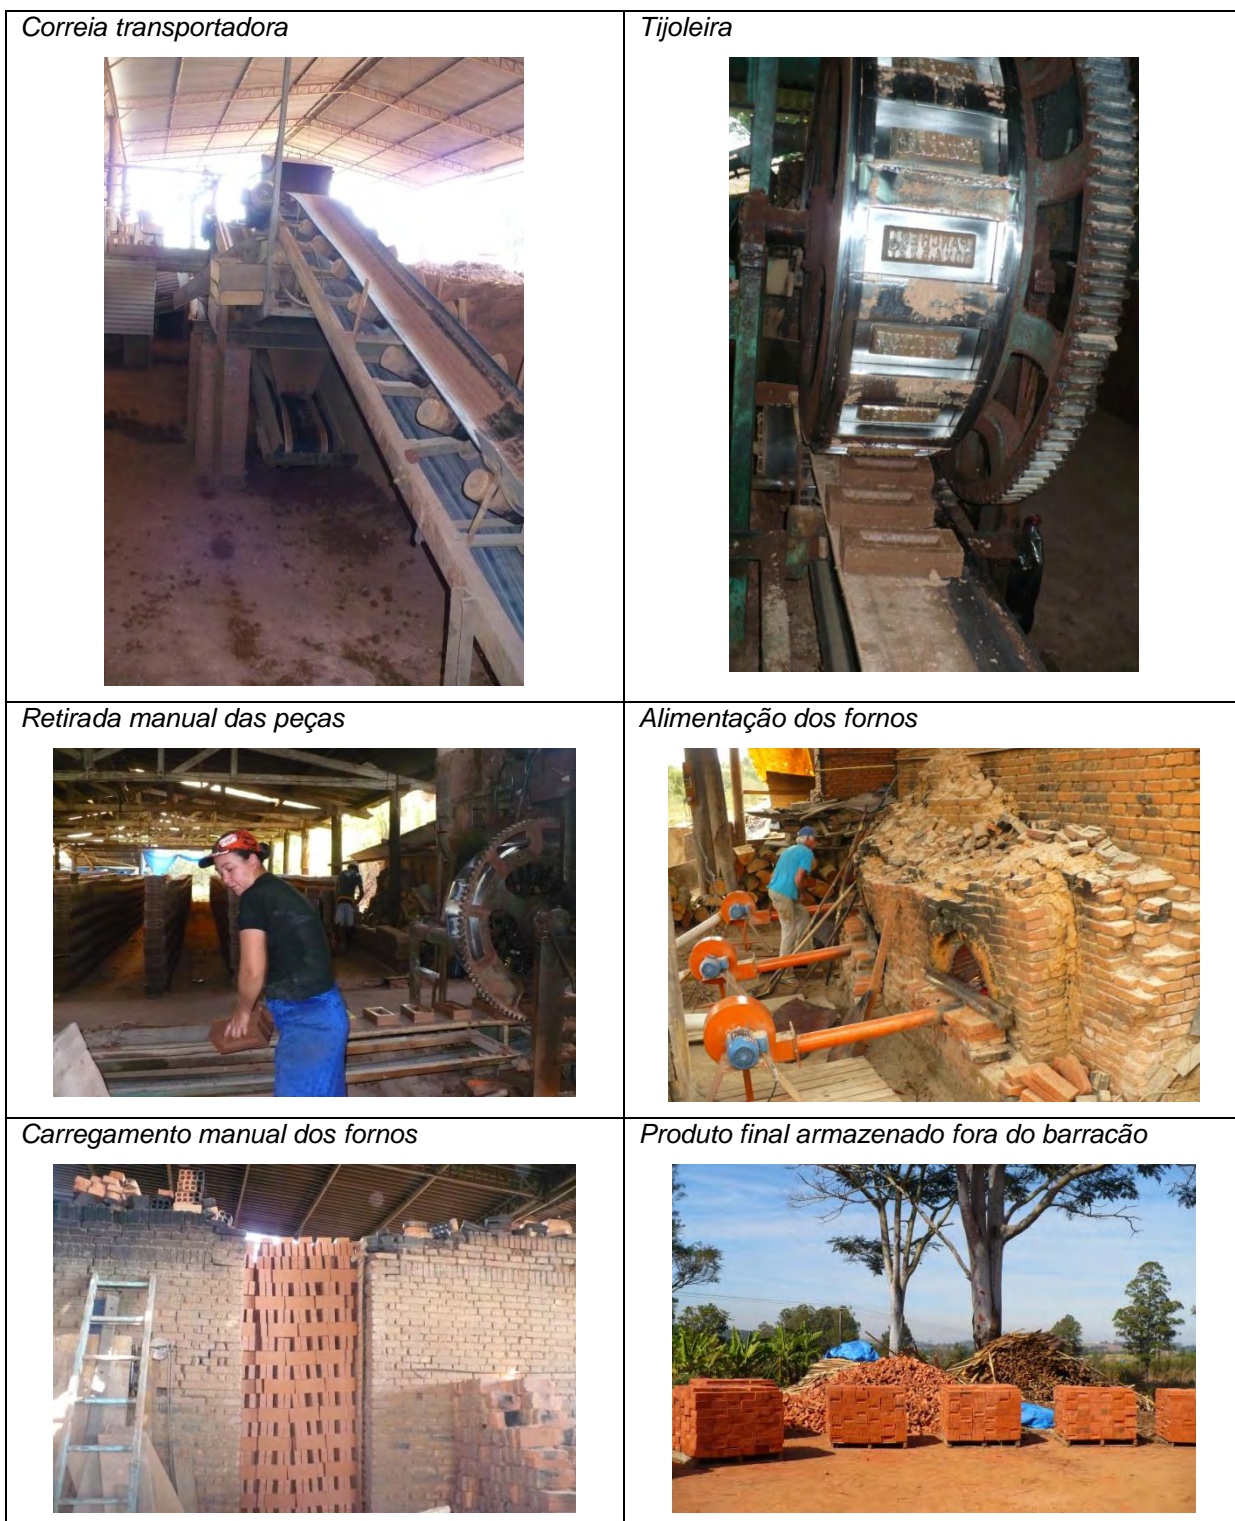 Correia transportadora
Tijoleira
Retirada manual das peças
Alimentação dos fornos
Carregamento manual dos fornos
Produto final armazenado fora do barracão